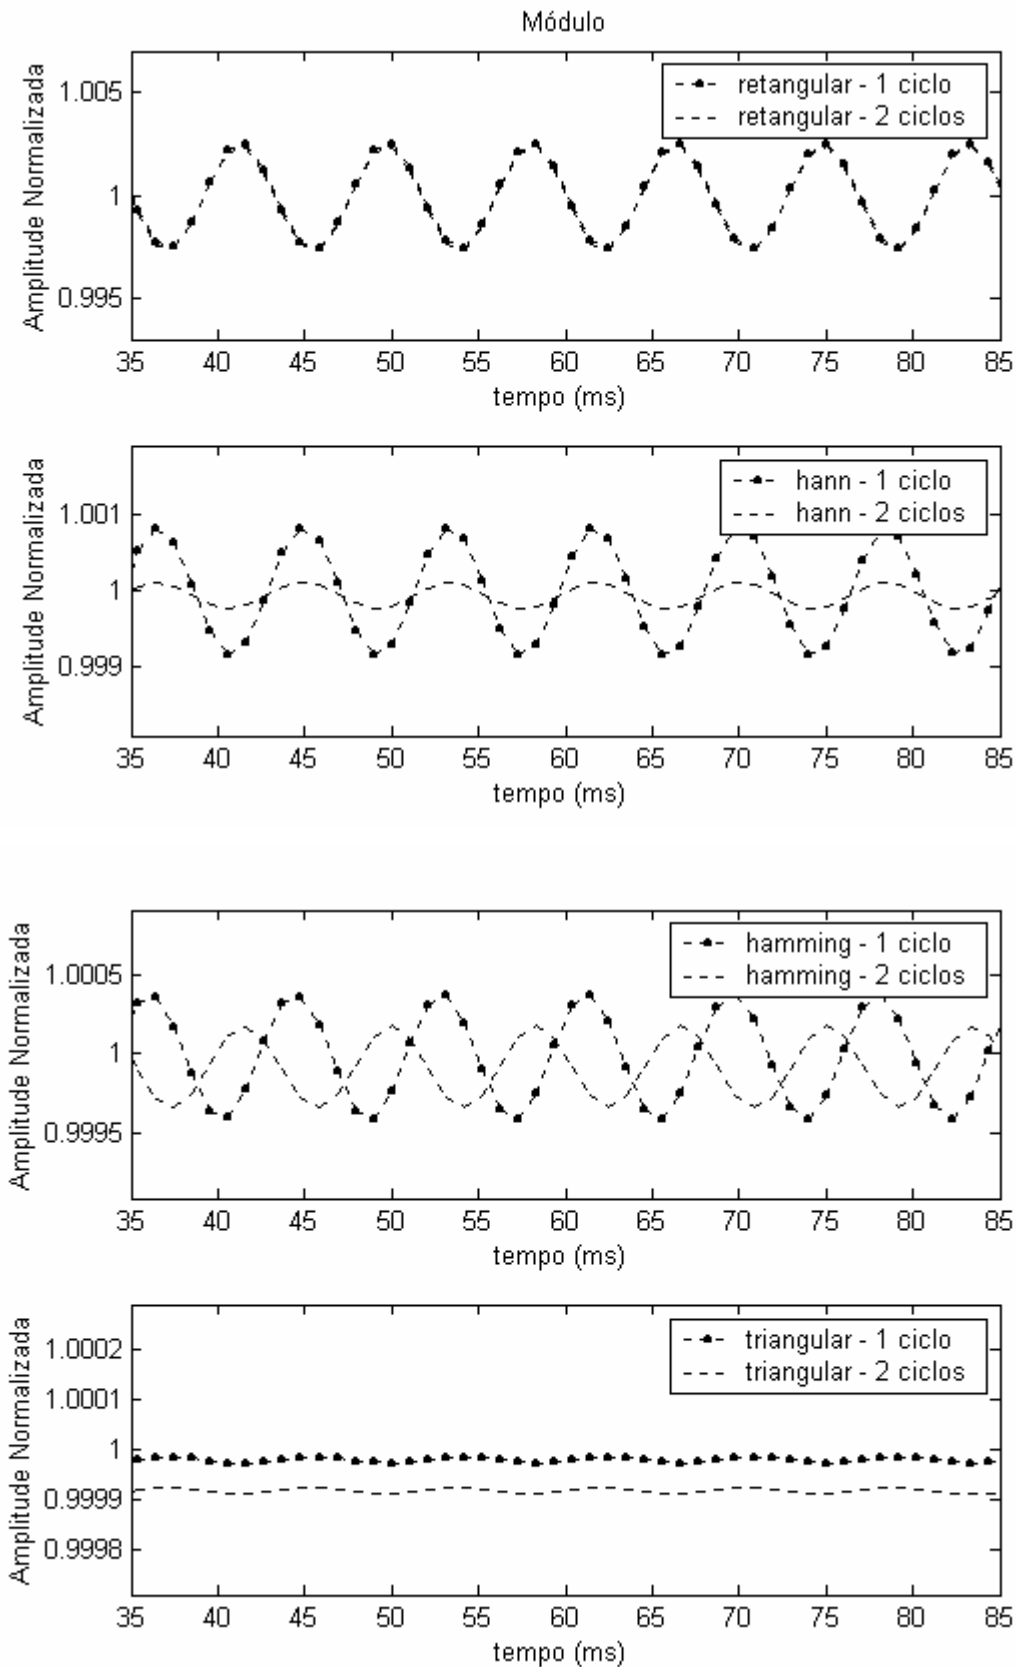 Módulo
Amplitude Normalizada
1.005
1
0.995
retangular - 1 ciclo
retangular - 2 ciclos
35 40 45 50 55 60 65 70 75 80 85
tempo (ms)
Amplitude Normalizada
1.001
1
0.999
hann - 1 ciclo
hann - 2 ciclos
35 40 45 50 55 60 65 70 75 80 85
tempo (ms)
Amplitude Normalizada
1.0005
1
0.9995
hamming - 1 ciclo
hamming - 2 ciclos
35 40 45 50 55 60 65 70 75 80 85
tempo (ms)
Amplitude Normalizada
1.0002
1.0001
1
0.9999
0.9998
triangular - 1 ciclo
triangular - 2 ciclos
35 40 45 50 55 60 65 70 75 80 85
tempo (ms)